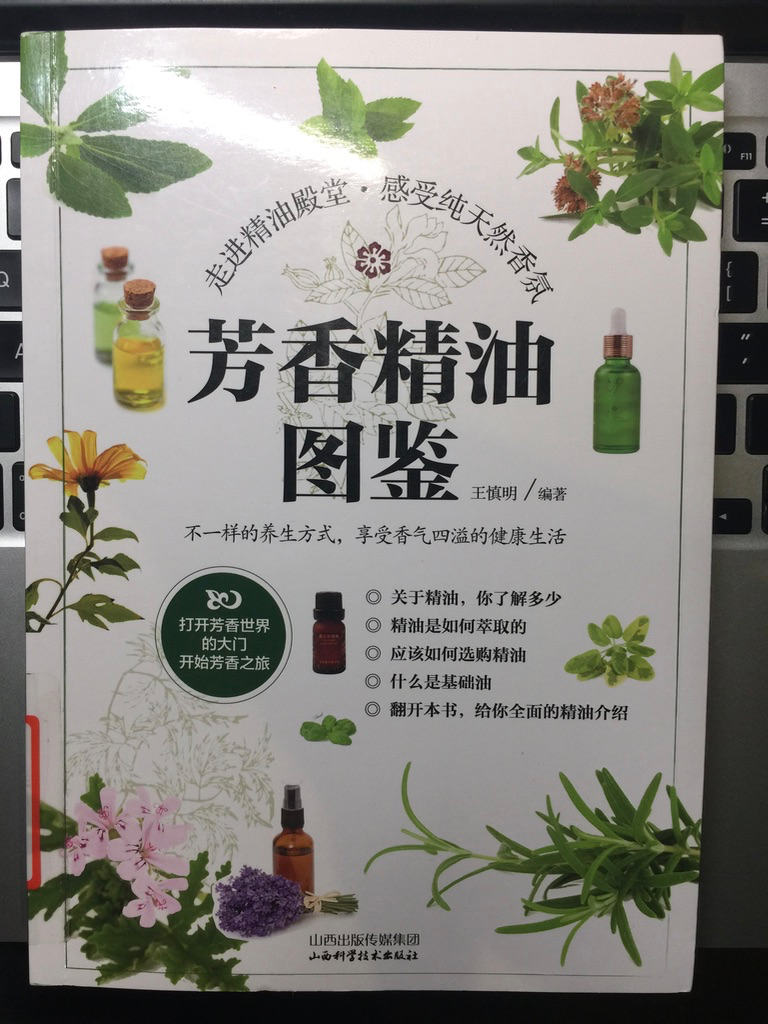 走进精油殿堂·感受纯天然香氛
芳香精油
图鉴
王慎明/编著
不一样的养生方式，享受香气四溢的健康生活
打开芳香世界
的大门
开始芳香之旅
◎ 关于精油，你了解多少
◎ 精油是如何萃取的
◎ 应该如何选购精油
◎ 什么是基础油
◎ 翻开本书，给你全面的精油介绍
山西出版传媒集团
山西科学技术出版社
F11
Q
A